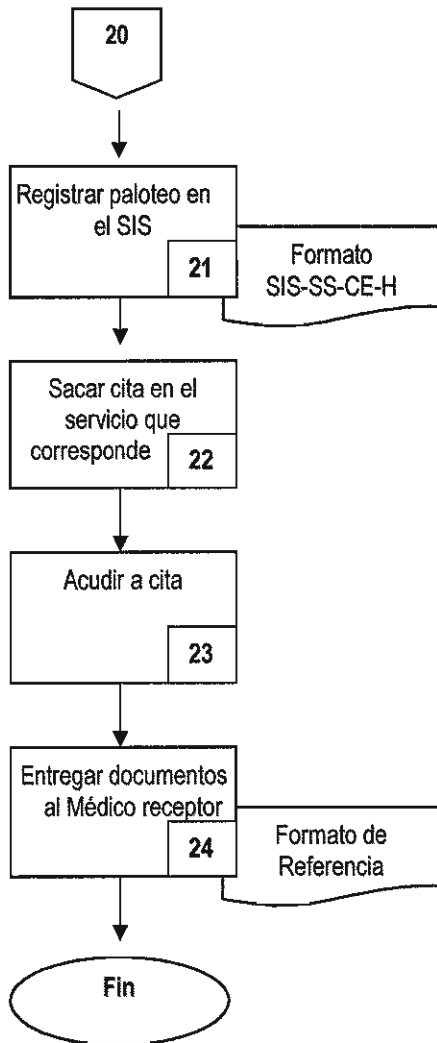 20
Registrar paloteo en
el SIS
21
Formato
SIS-SS-CE-H
Sacar cita en el
servicio que
corresponde
22
Acudir a cita
23
Entregar documentos
al Médico receptor
24
Formato de
Referencia
Fin